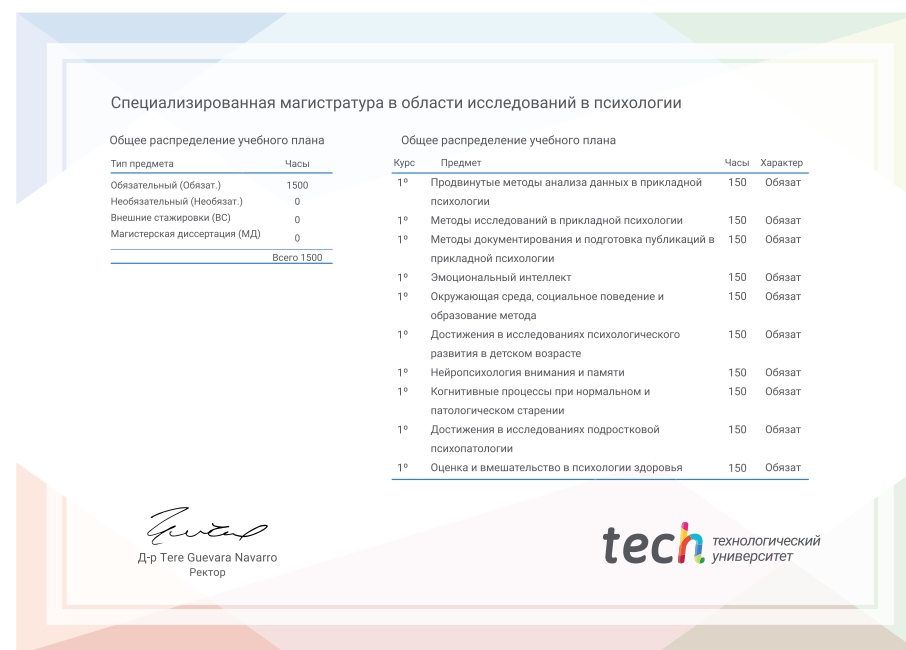 Специализированная магистратура в области исследований в психологии
Общее распределение учебного плана
Тип предмета Часы
Обязательный (Обязат.) 1500
Необязательный (Необязат.) 0
Внешние стажировки (ВС) 0
Магистерская диссертация (МД) 0
Всего 1500
Общее распределение учебного плана
Курс Предмет Часы Характер
1º Продвинутые методы анализа данных в прикладной 150 Обязат
психологии
1º Методы исследований в прикладной психологии 150 Обязат
1º Методы документирования и подготовка публикаций в 150 Обязат
прикладной психологии
1º Эмоциональный интеллект 150 Обязат
1º Окружающая среда, социальное поведение и 150 Обязат
образование метода
1º Достижения в исследованиях психологического 150 Обязат
развития в детском возрасте
1º Нейропсихология внимания и памяти 150 Обязат
1º Когнитивные процессы при нормальном и 150 Обязат
патологическом старении
1º Достижения в исследованиях подростковой 150 Обязат
психопатологии
1º Оценка и вмешательство в психологии здоровья 150 Обязат
Д-р Tere Guevara Navarro
Ректор
tech технологический
университет